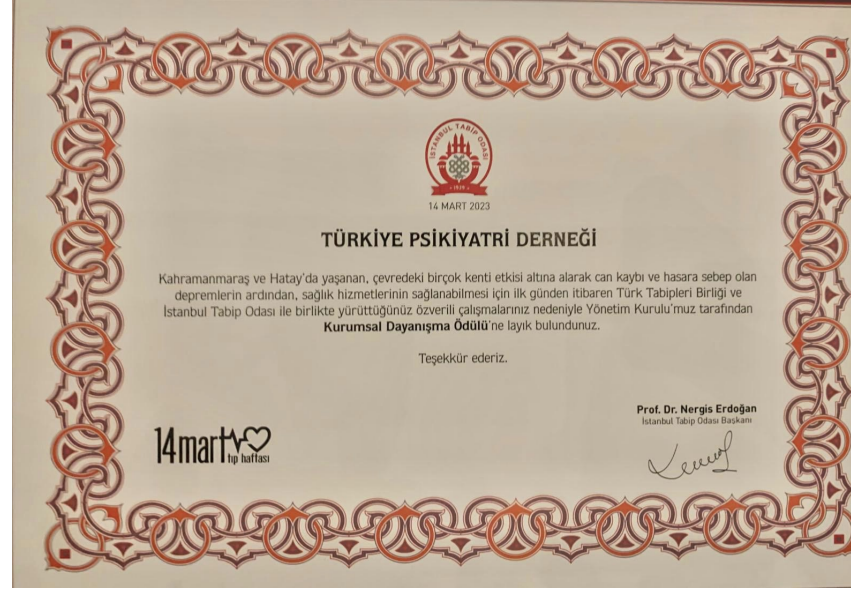 İSTANBUL TABİP ODASI
1929
14 MART 2023
TÜRKİYE PSİKİYATRİ DERNEĞİ
Kahramanmaraş ve Hatay'da yaşanan, çevredeki birçok kenti etkisi altına alarak can kaybı ve hasara sebep olan
depremlerin ardından, sağlık hizmetlerinin sağlanabilmesi için ilk günden itibaren Türk Tabipleri Birliği ve
İstanbul Tabip Odası ile birlikte yürüttüğünüz özverili çalışmalarınız nedeniyle Yönetim Kurulu'muz tarafından
Kurumsal Dayanışma Ödülü'ne layık bulundunuz.
Teşekkür ederiz.
Prof. Dr. Nergis Erdoğan
İstanbul Tabip Odası Başkanı
14 mart
tıp haftası